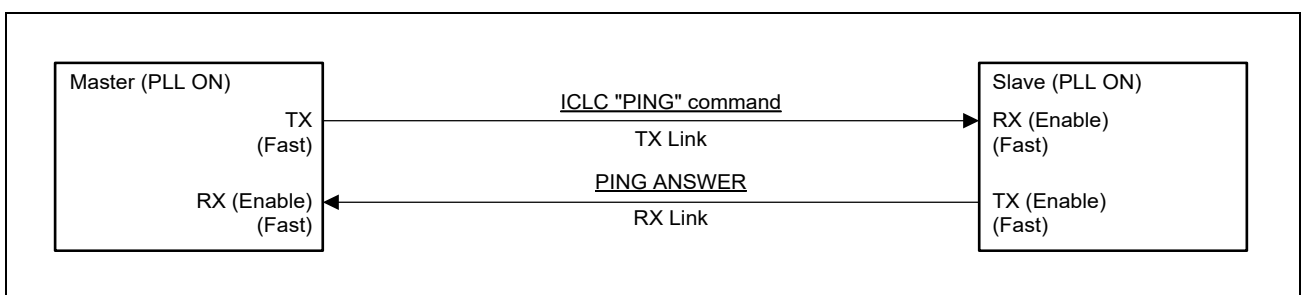 Master (PLL ON)
TX
(Fast)
RX (Enable)
(Fast)
ICLC "PING" command
TX Link
PING ANSWER
RX Link
Slave (PLL ON)
RX (Enable)
(Fast)
TX (Enable)
(Fast)